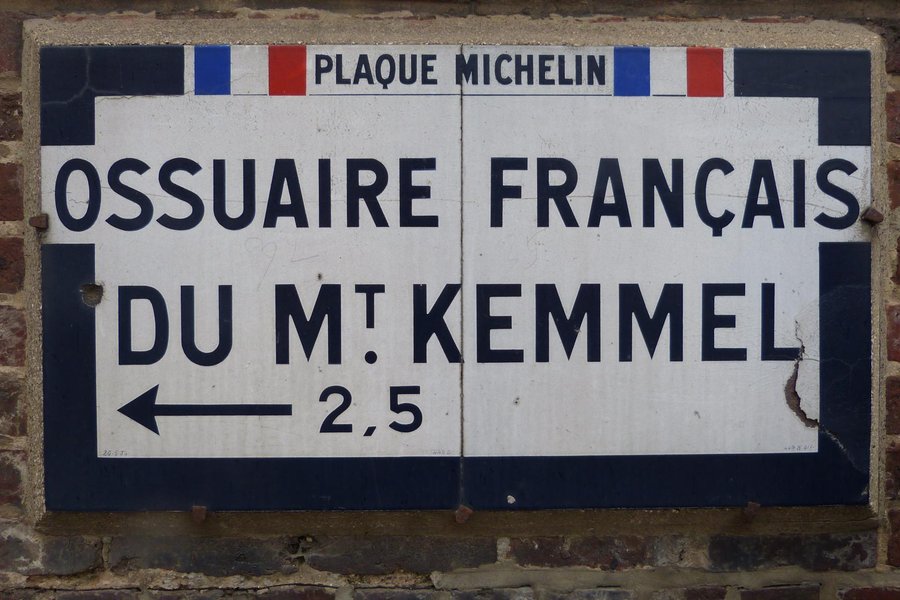 PLAQUE MICHELIN
OSSUAIRE FRANÇAIS
DU MT. KEMMEL
← 2,5